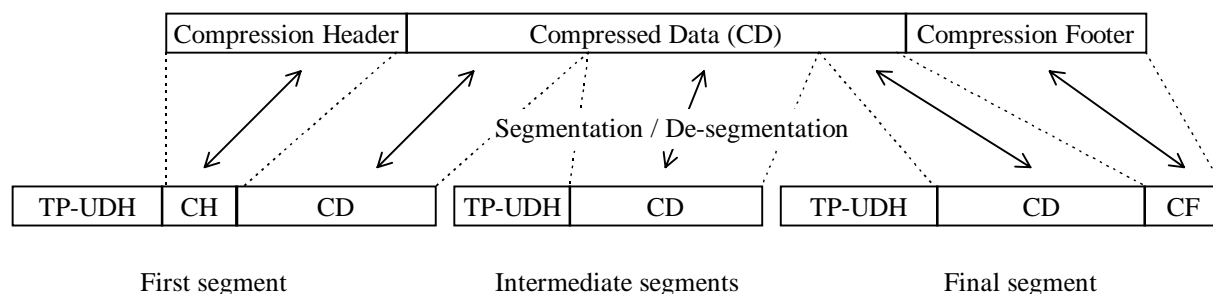 Compression Header Compressed Data (CD) Compression Footer
Segmentation / De-segmentation
TP-UDH CH CD TP-UDH CD TP-UDH CD CF
First segment Intermediate segments Final segment